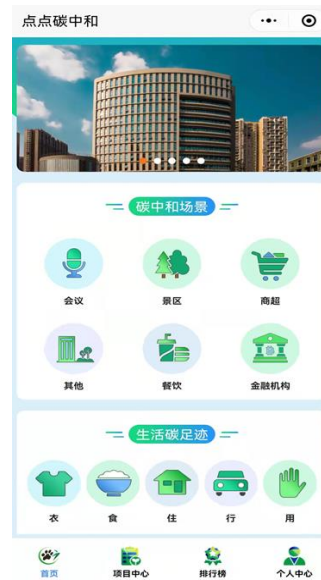 点点碳中和
碳中和场景
会议 景区 商超
其他 餐饮 金融机构
生活碳足迹
衣 食 住 行 用
首页 项目中心 排行榜 个人中心